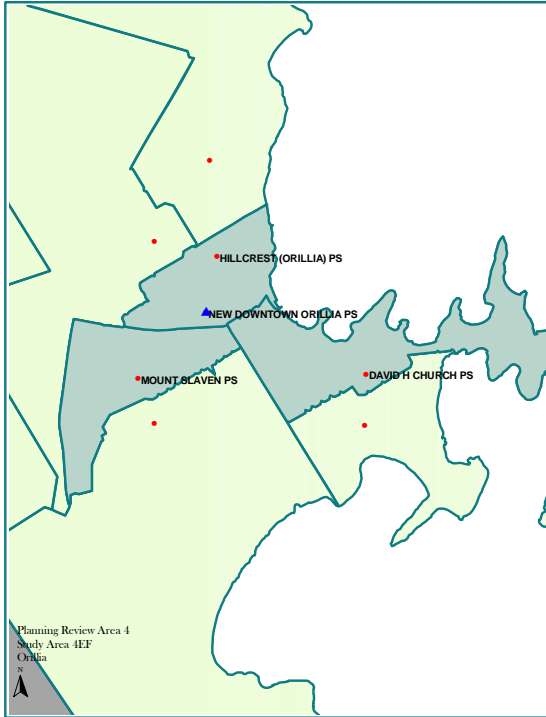 HILLCREST (ORILLIA) PS
NEW DOWNTOWN ORILLIA PS
DAVID H CHURCH PS
MOUNT SLAVEN PS
Planning Review Area 4
Study Area 4EF
Orillia
N